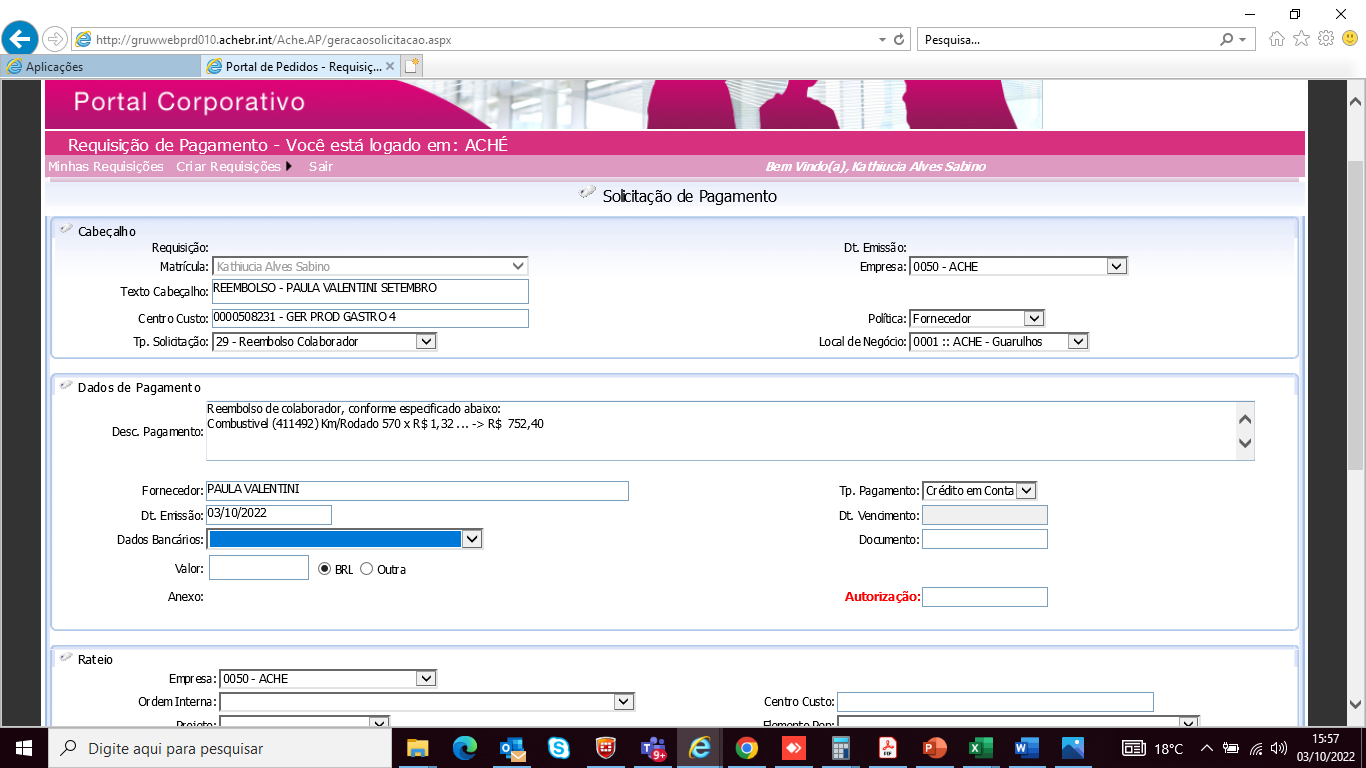 http://gruwwebprd010.achebr.int/Ache.AP/geracaosolicitacao.aspx
Pesquisa...
Aplicações
Portal de Pedidos - Requisiç...
Portal Corporativo
Requisição de Pagamento - Você está logado em: ACHÉ
Minhas Requisições Criar Requisições Sair
Bem Vindo(a), Kathiucia Alves Sabino
Solicitação de Pagamento
Cabeçalho
Requisição: Dt. Emissão:
Matrícula: Kathiucia Alves Sabino Empresa: 0050 - ACHE
Texto Cabeçalho: REEMBOLSO - PAULA VALENTINI SETEMBRO
Centro Custo: 0000508231 - GER PROD GASTRO 4 Política: Fornecedor
Tp. Solicitação: 29 - Reembolso Colaborador Local de Negócio: 0001 :: ACHE - Guarulhos
Dados de Pagamento
Desc. Pagamento: Reembolso de colaborador, conforme especificado abaixo:
Combustivel (411492) Km/Rodado 570 x R$ 1,32 ... -> R$ 752,40
Fornecedor: PAULA VALENTINI Tp. Pagamento: Crédito em Conta
Dt. Emissão: 03/10/2022 Dt. Vencimento:
Dados Bancários: Documento:
Valor: BRL Outra
Anexo: Autorização:
Rateio
Empresa: 0050 - ACHE
Ordem Interna: Centro Custo:
Projeto: Elemento Pep:
Digite aqui para pesquisar
9+
18°C
15:57
03/10/2022